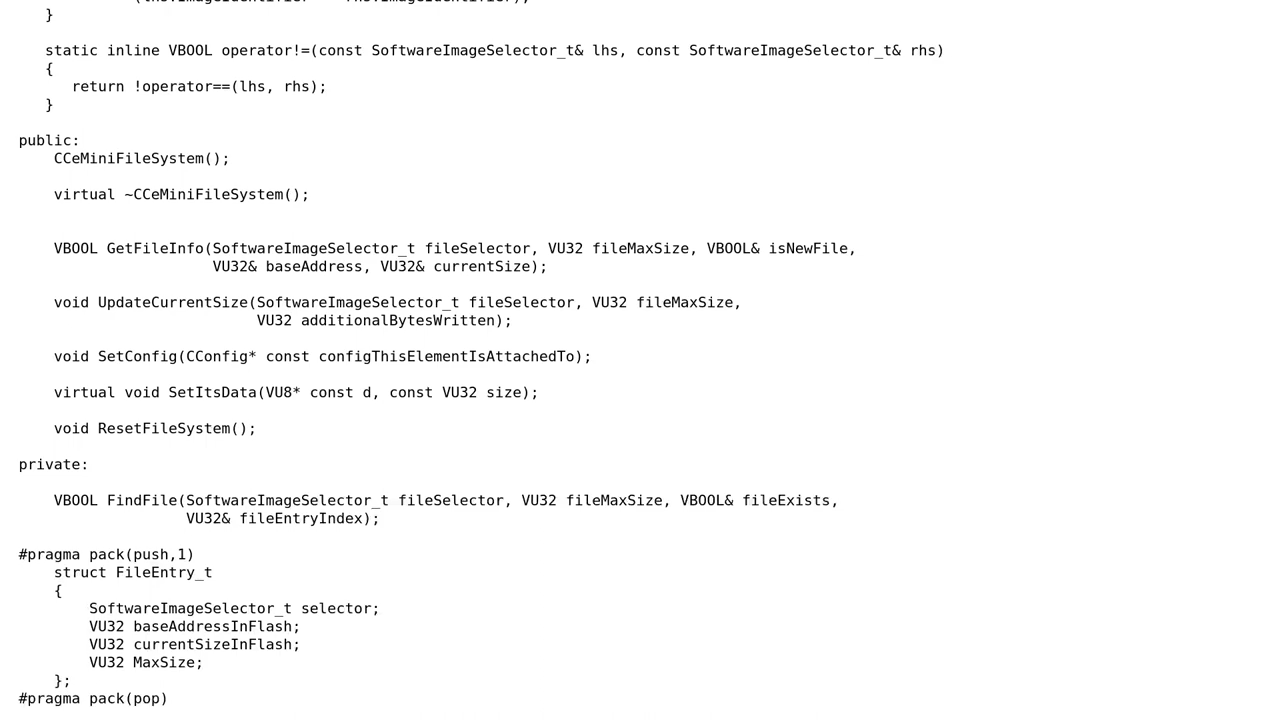 }
static inline VBOOL operator!=(const SoftwareImageSelector_t& lhs, const SoftwareImageSelector_t& rhs)
{
return !operator==(lhs, rhs);
}
public:
CCeMiniFileSystem();
virtual ~CCeMiniFileSystem();
VBOOL GetFileInfo(SoftwareImageSelector_t fileSelector, VU32 fileMaxSize, VBOOL& isNewFile,
VU32& baseAddress, VU32& currentSize);
void UpdateCurrentSize(SoftwareImageSelector_t fileSelector, VU32 fileMaxSize,
VU32 additionalBytesWritten);
void SetConfig(CConfig* const configThisElementIsAttachedTo);
virtual void SetItsData(VU8* const d, const VU32 size);
void ResetFileSystem();
private:
VBOOL FindFile(SoftwareImageSelector_t fileSelector, VU32 fileMaxSize, VBOOL& fileExists,
VU32& fileEntryIndex);
#pragma pack(push,1)
struct FileEntry_t
{
SoftwareImageSelector_t selector;
VU32 baseAddressInFlash;
VU32 currentSizeInFlash;
VU32 MaxSize;
};
#pragma pack(pop)